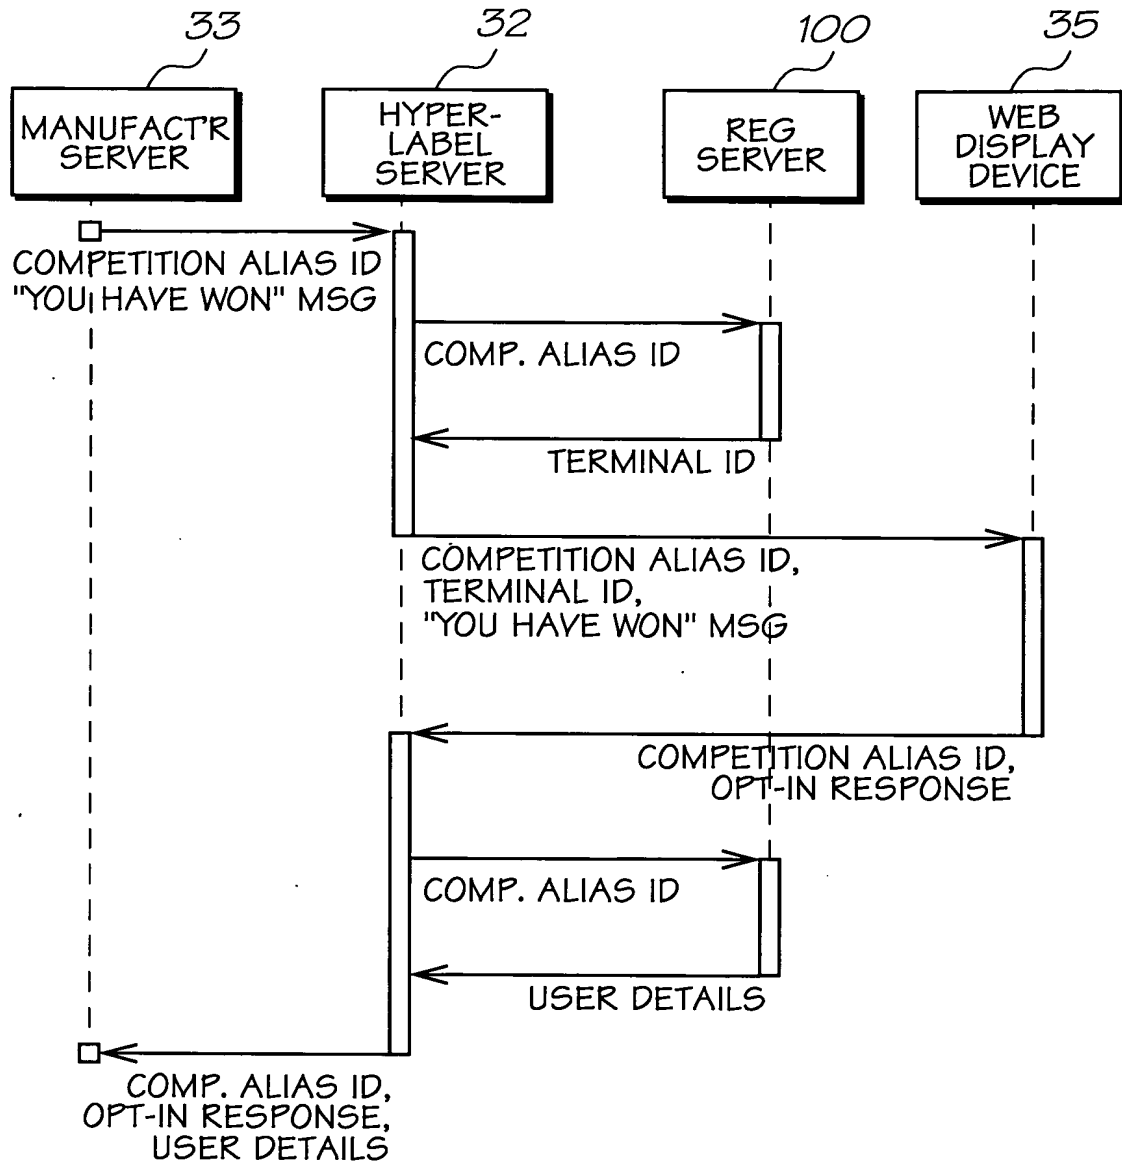 33
32
100
35
MANUFACT'R
SERVER
HYPER-
LABEL
SERVER
REG
SERVER
WEB
DISPLAY
DEVICE
COMPETITION ALIAS ID
"YOU HAVE WON" MSG
COMP. ALIAS ID
TERMINAL ID
COMPETITION ALIAS ID,
TERMINAL ID,
"YOU HAVE WON" MSG
COMPETITION ALIAS ID,
OPT-IN RESPONSE
COMP. ALIAS ID
USER DETAILS
COMP. ALIAS ID,
OPT-IN RESPONSE,
USER DETAILS